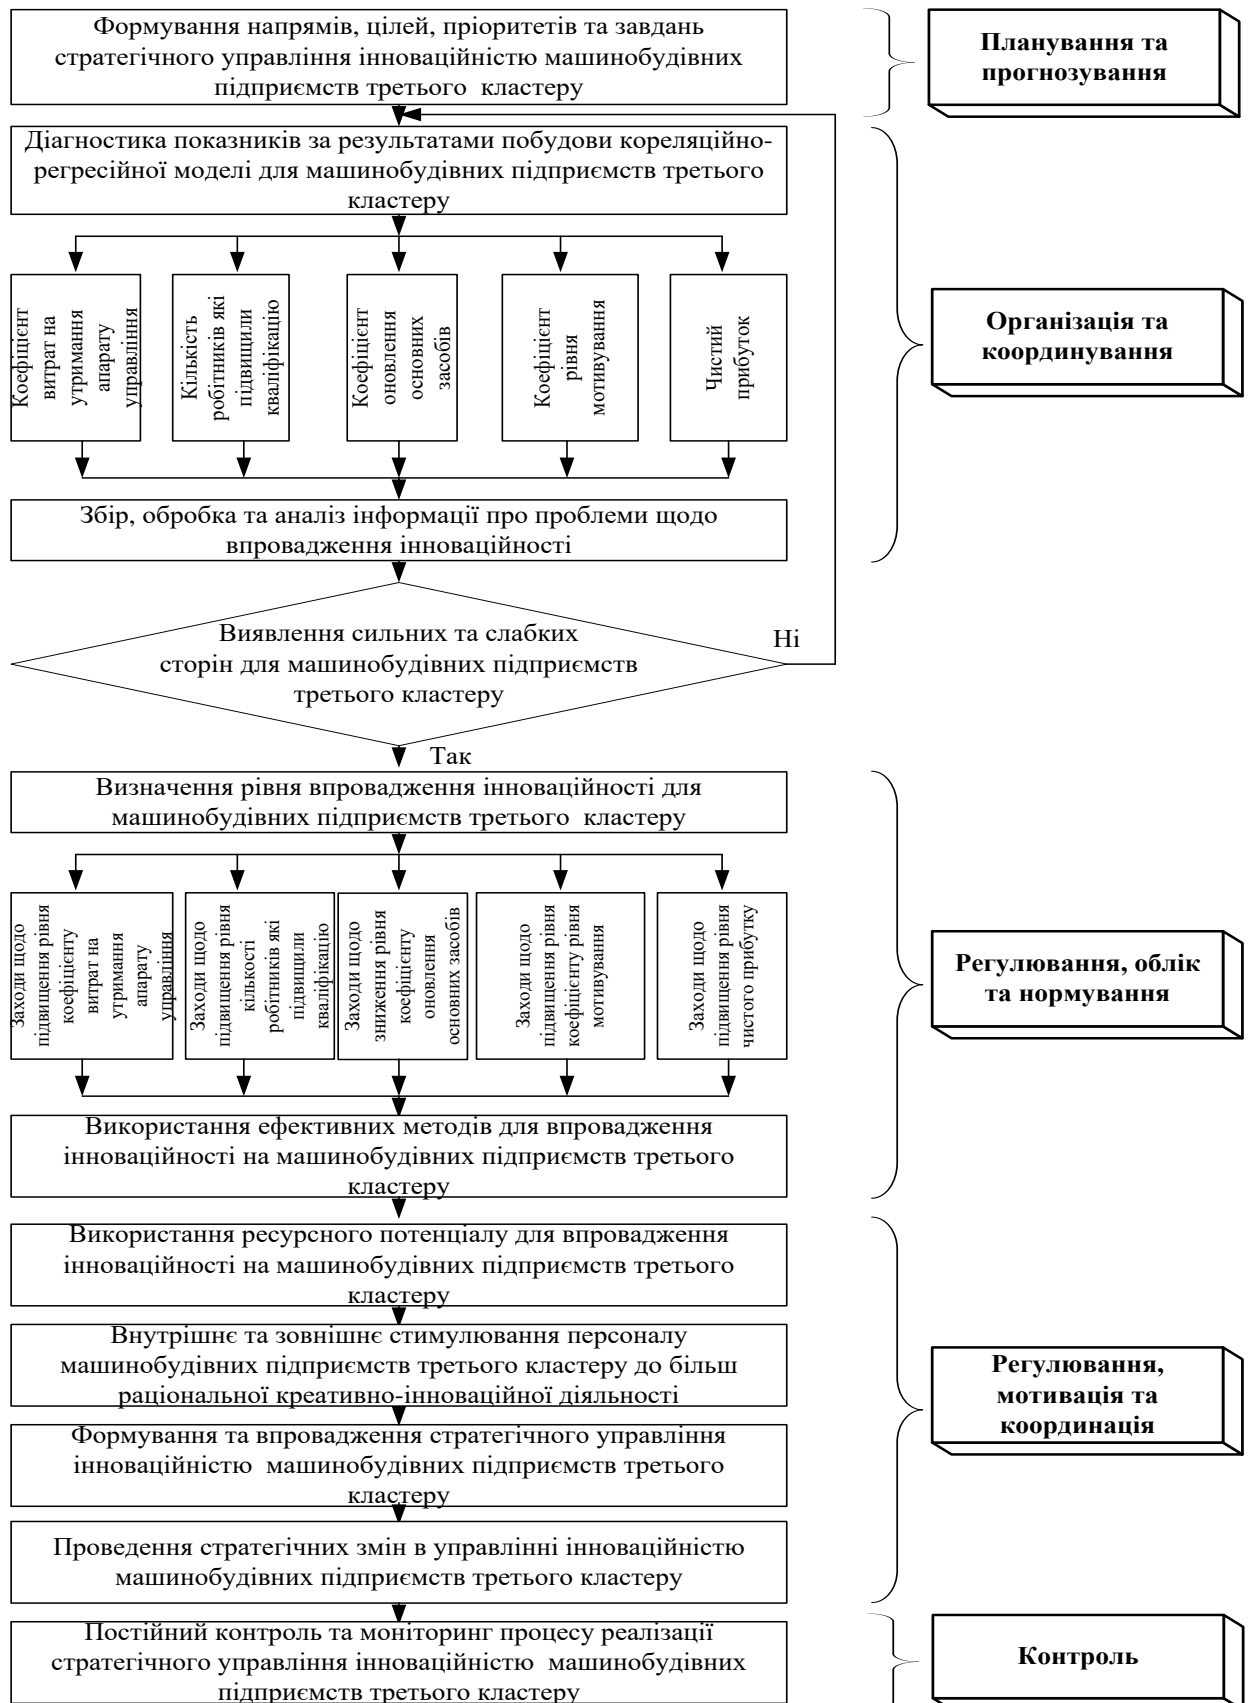 Формування напрямів, цілей, пріоритетів та завдань
стратегічного управління інноваційністю машинобудівних
підприємств третього кластеру
Планування та
прогнозування
Діагностика показників за результатами побудови кореляційно-
регресійної моделі для машинобудівних підприємств третього
кластеру
Коефіцієнт
витрат на
утримання
апарату
управління
Кількість
робітників які
підвищили
кваліфікацію
Коефіцієнт
оновлення
основних
засобів
Коефіцієнт
рівня
мотивування
Чистий
прибуток
Організація та
координування
Збір, обробка та аналіз інформації про проблеми щодо
впровадження інноваційності
Виявлення сильних та слабких
сторін для машинобудівних підприємств
третього кластеру
Ні
Так
Визначення рівня впровадження інноваційності для
машинобудівних підприємств третього кластеру
Заходи щодо
підвищення рівня
коефіцієнту
витрат на
утримання
апарату
управління
Заходи щодо
підвищення рівня
кількості
робітників які
підвищили
кваліфікацію
Заходи щодо
зниження рівня
коефіцієнту
оновлення
основних засобів
Заходи щодо
підвищення рівня
коефіцієнту рівня
мотивування
Заходи щодо
підвищення рівня
чистого прибутку
Регулювання, облік
та нормування
Використання ефективних методів для впровадження
інноваційності на машинобудівних підприємств третього
кластеру
Використання ресурсного потенціалу для впровадження
інноваційності на машинобудівних підприємств третього
кластеру
Внутрішнє та зовнішнє стимулювання персоналу
машинобудівних підприємств третього кластеру до більш
раціональної креативно-інноваційної діяльності
Регулювання,
мотивація та
координація
Формування та впровадження стратегічного управління
інноваційністю машинобудівних підприємств третього
кластеру
Проведення стратегічних змін в управлінні інноваційністю
машинобудівних підприємств третього кластеру
Постійний контроль та моніторинг процесу реалізації
стратегічного управління інноваційністю машинобудівних
підприємств третього кластеру
Контроль